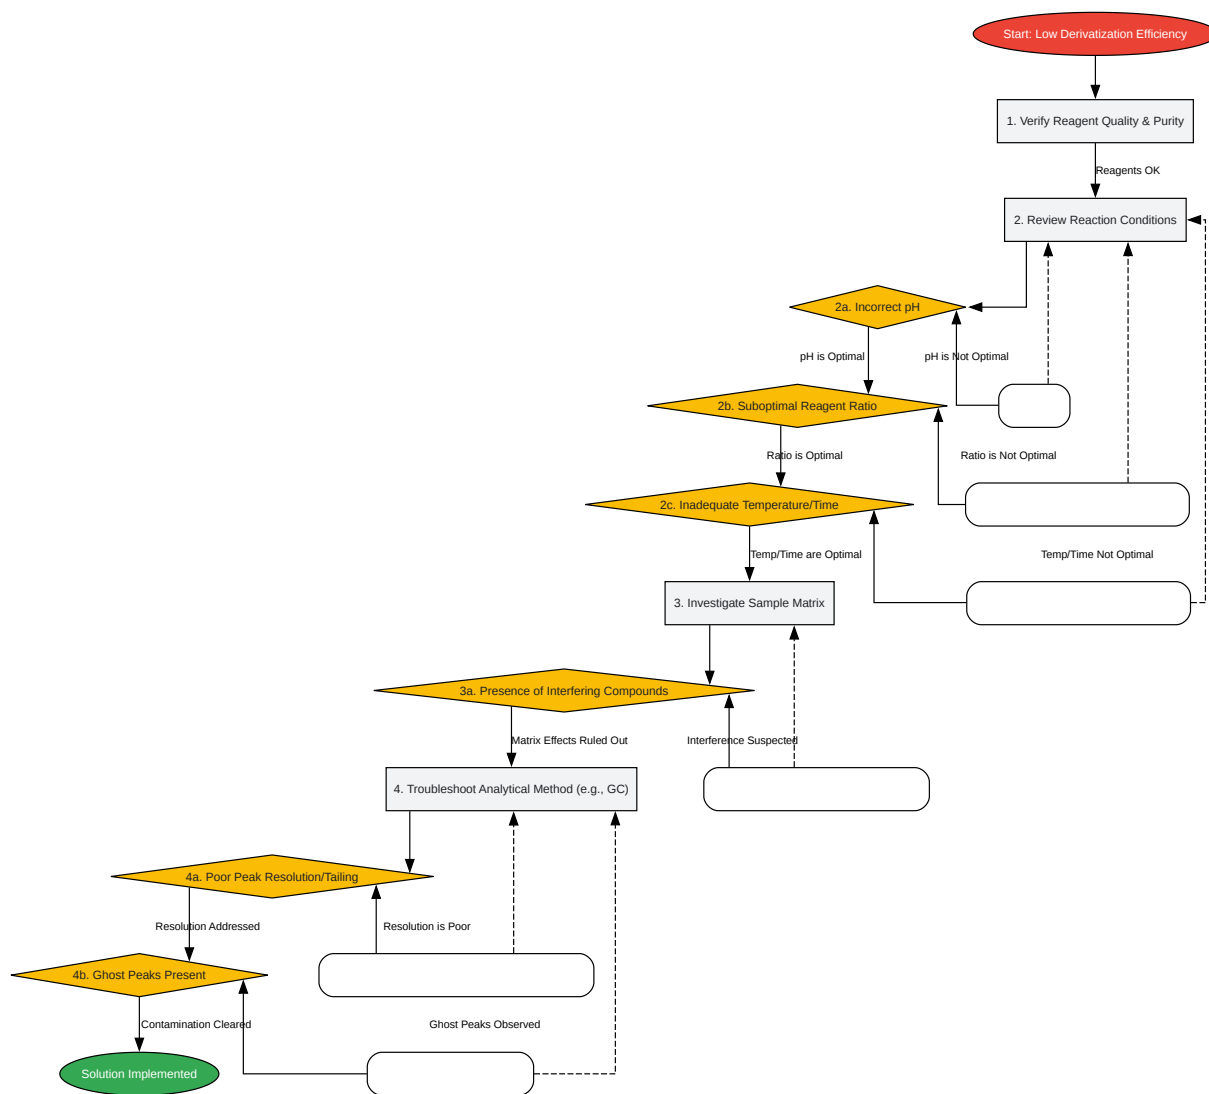 Start: Low Derivatization Efficiency
1. Verify Reagent Quality & Purity
Reagents OK
2. Review Reaction Conditions
2a. Incorrect pH
pH is Optimal
pH is Not Optimal
2b. Suboptimal Reagent Ratio
Ratio is Optimal
Ratio is Not Optimal
2c. Inadequate Temperature/Time
Temp/Time are Optimal
Temp/Time Not Optimal
3. Investigate Sample Matrix
3a. Presence of Interfering Compounds
Matrix Effects Ruled Out
Interference Suspected
4. Troubleshoot Analytical Method (e.g., GC)
4a. Poor Peak Resolution/Tailing
Resolution Addressed
Resolution is Poor
4b. Ghost Peaks Present
Contamination Cleared
Ghost Peaks Observed
Solution Implemented